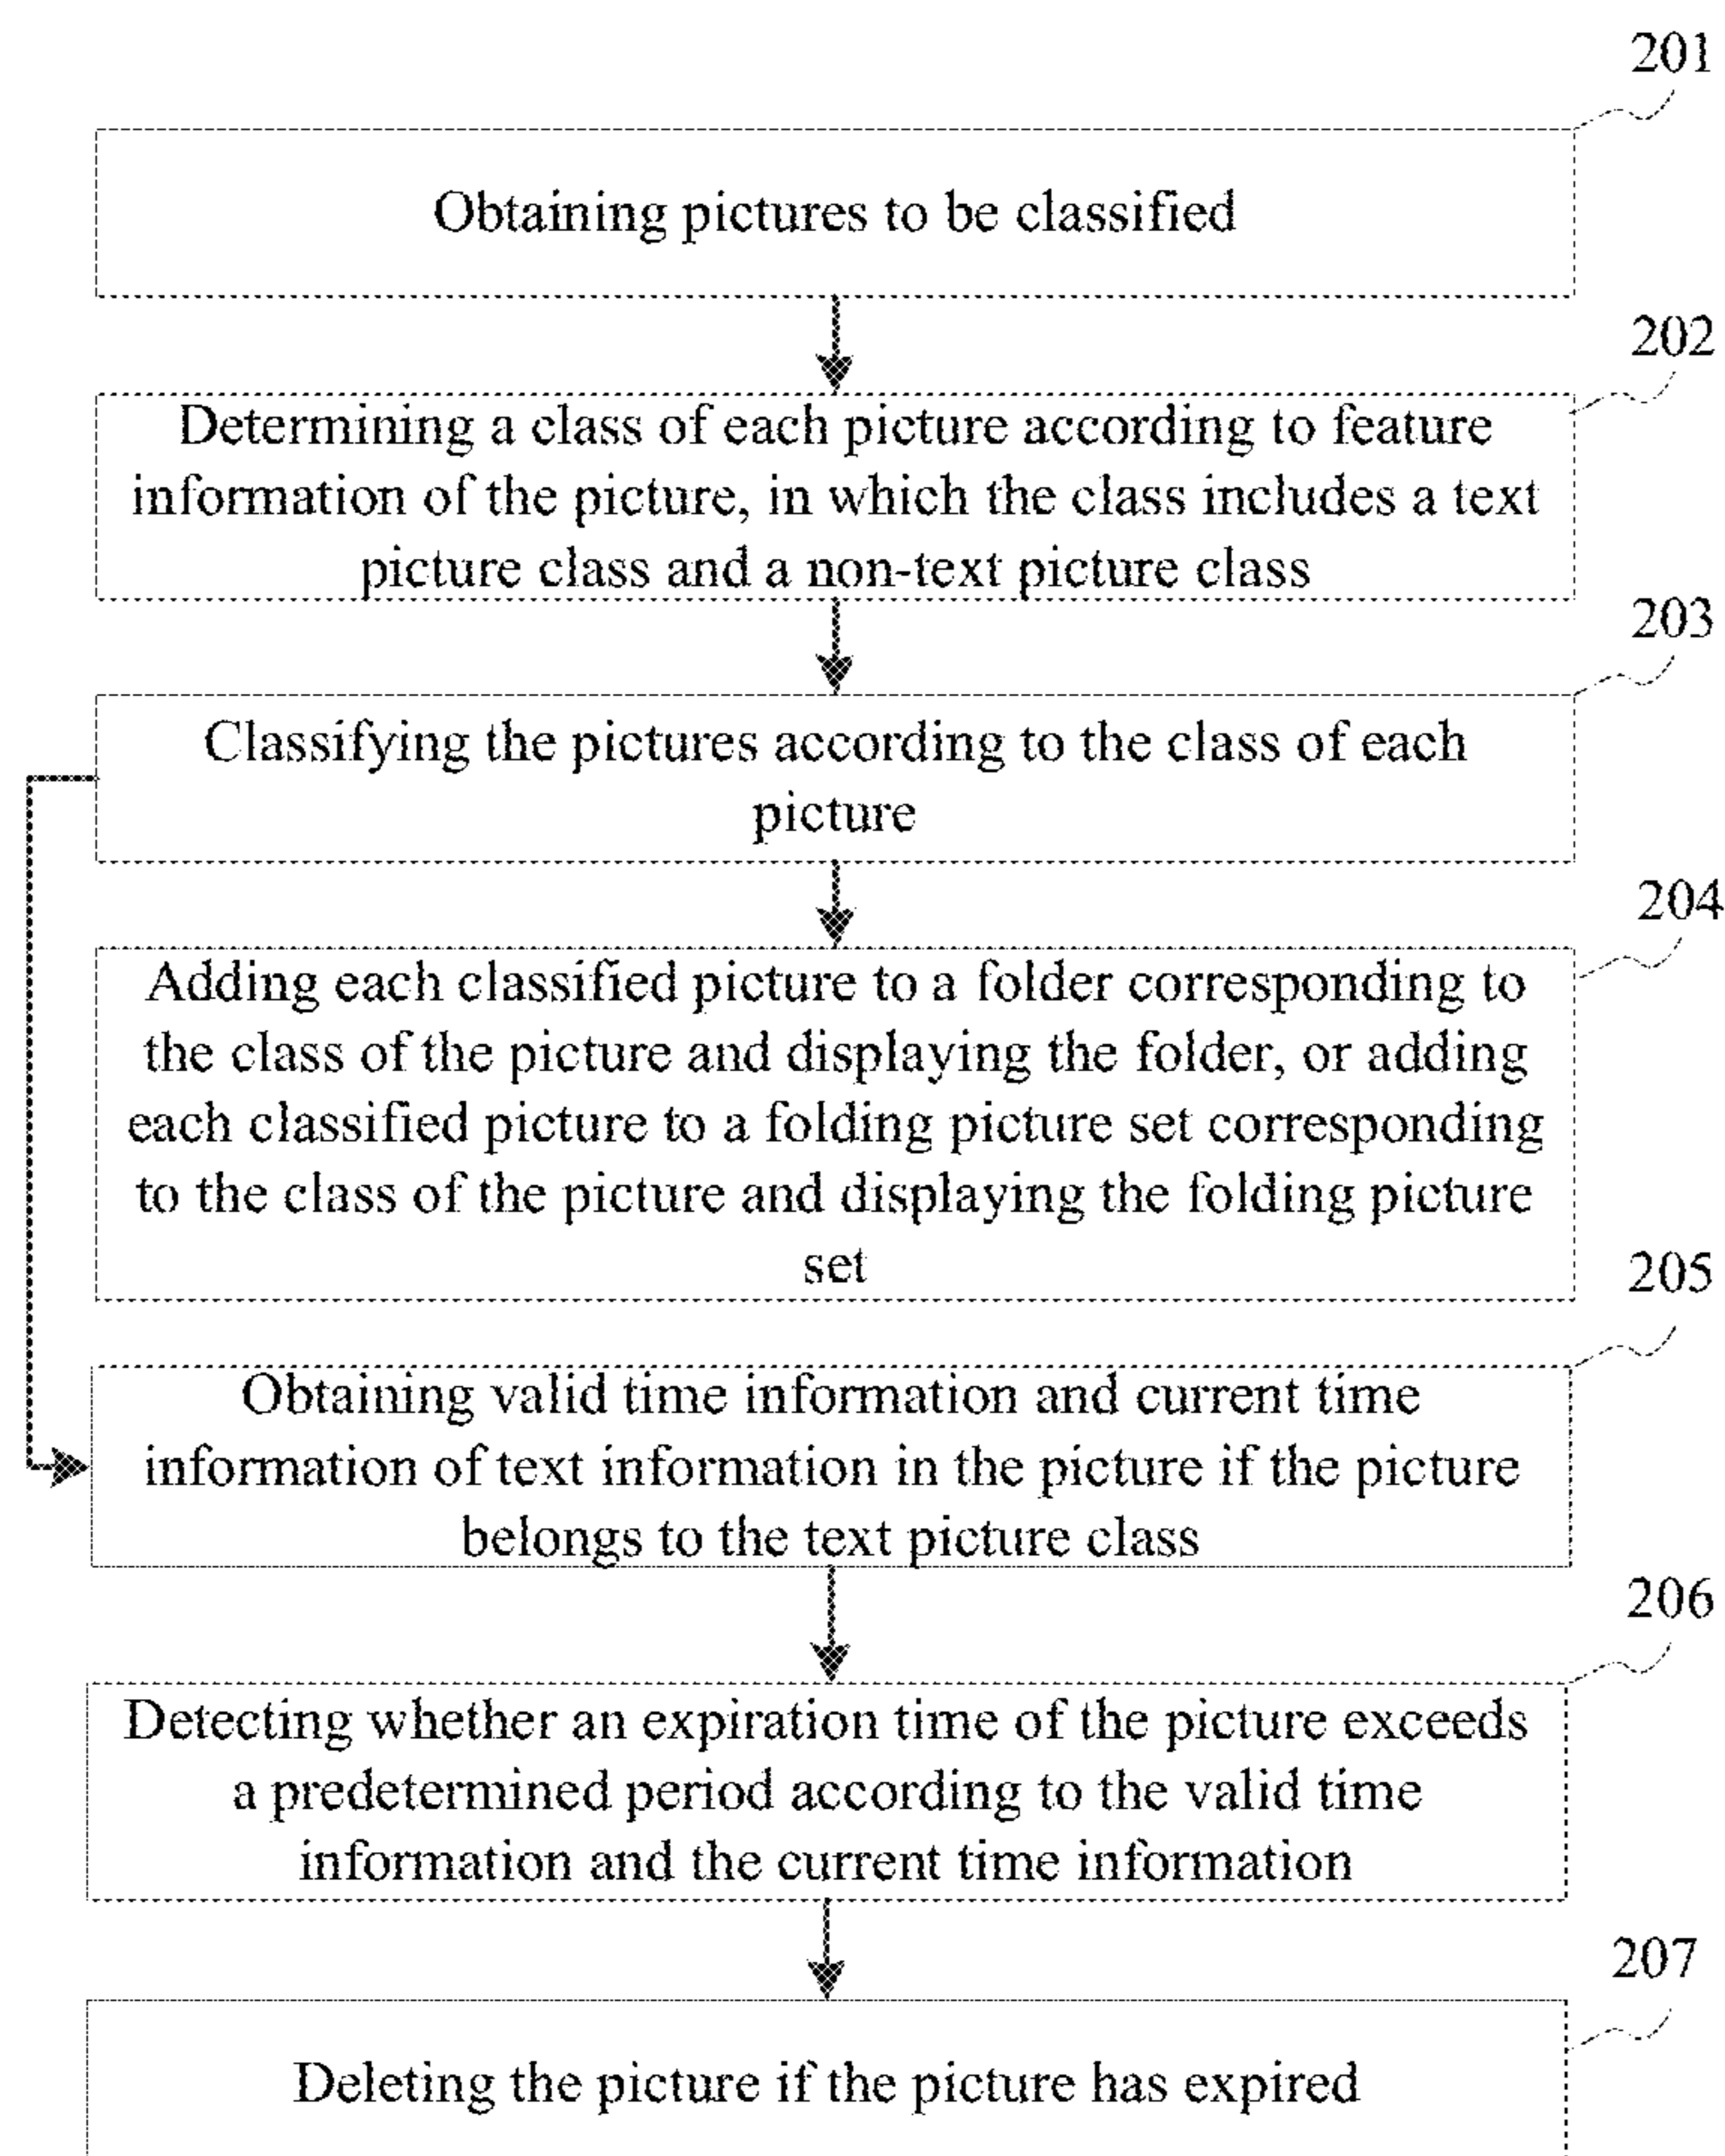 201
Obtaining pictures to be classified
202
Determining a class of each picture according to feature
information of the picture, in which the class includes a text
picture class and a non-text picture class
203
Classifying the pictures according to the class of each
picture
204
Adding each classified picture to a folder corresponding to
the class of the picture and displaying the folder, or adding
each classified picture to a folding picture set corresponding
to the class of the picture and displaying the folding picture
set
205
Obtaining valid time information and current time
information of text information in the picture if the picture
belongs to the text picture class
206
Detecting whether an expiration time of the picture exceeds
a predetermined period according to the valid time
information and the current time information
207
Deleting the picture if the picture has expired